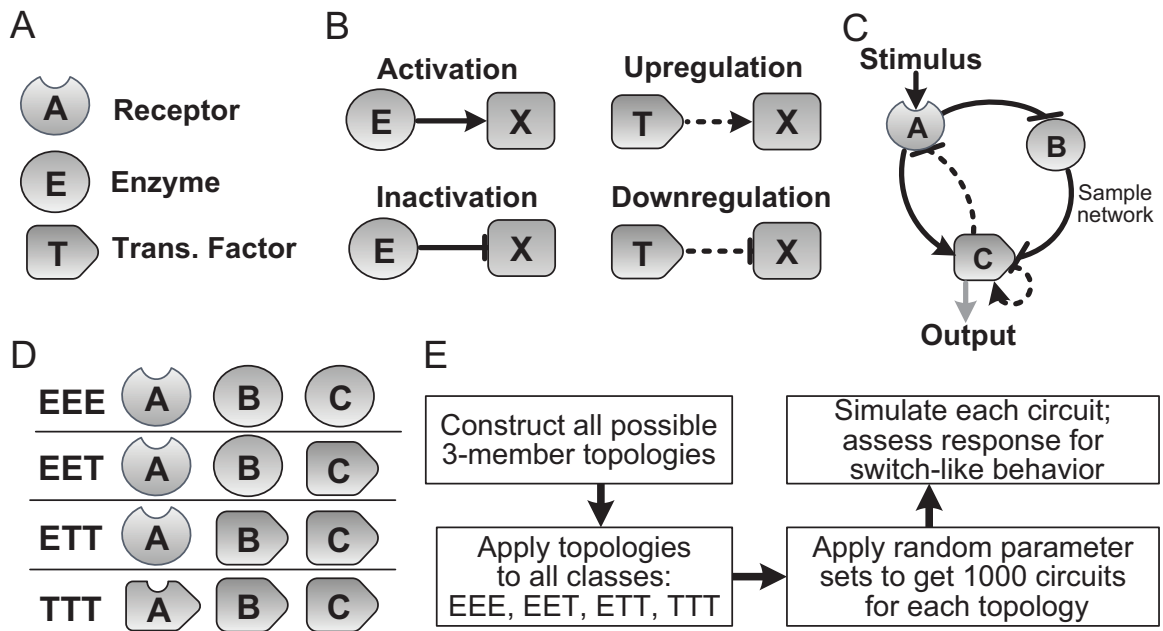 A
A Receptor
E Enzyme
T Trans. Factor
B
Activation
E X
Upregulation
T X
Inactivation
E X
Downregulation
T X
C
Stimulus
A
B
Sample
network
C
Output
D
EEE A B C
EET A B C
ETT A B C
TTT A B C
E
Construct all possible
3-member topologies
Apply topologies
to all classes:
EEE, EET, ETT, TTT
Apply random parameter
sets to get 1000 circuits
for each topology
Simulate each circuit;
assess response for
switch-like behavior